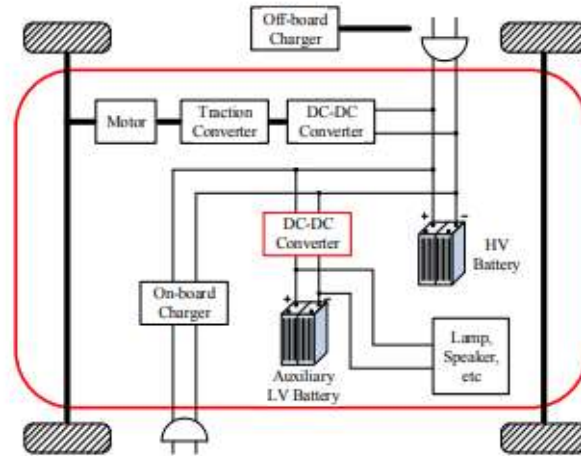 Off-board
Charger
Motor
Traction
Converter
DC-DC
Converter
DC-DC
Converter
+ −
HV
Battery
On-board
Charger
+ −
Auxiliary
LV Battery
Lamp,
Speaker,
etc